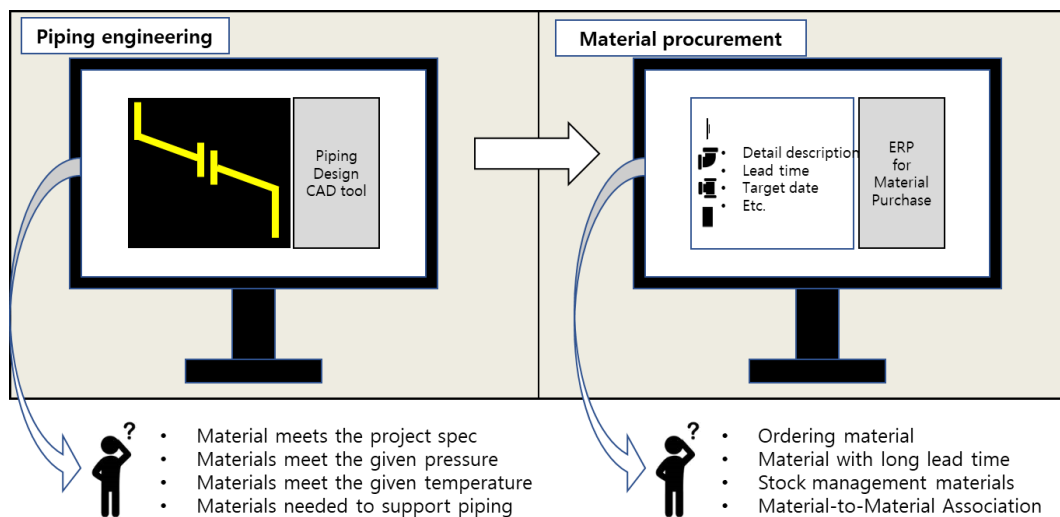 Piping engineering
Piping
Design
CAD tool
?
• Material meets the project spec
• Materials meet the given pressure
• Materials meet the given temperature
• Materials needed to support piping
Material procurement
• Detail description
• Lead time
• Target date
• Etc.
ERP
for
Material
Purchase
?
• Ordering material
• Material with long lead time
• Stock management materials
• Material-to-Material Association